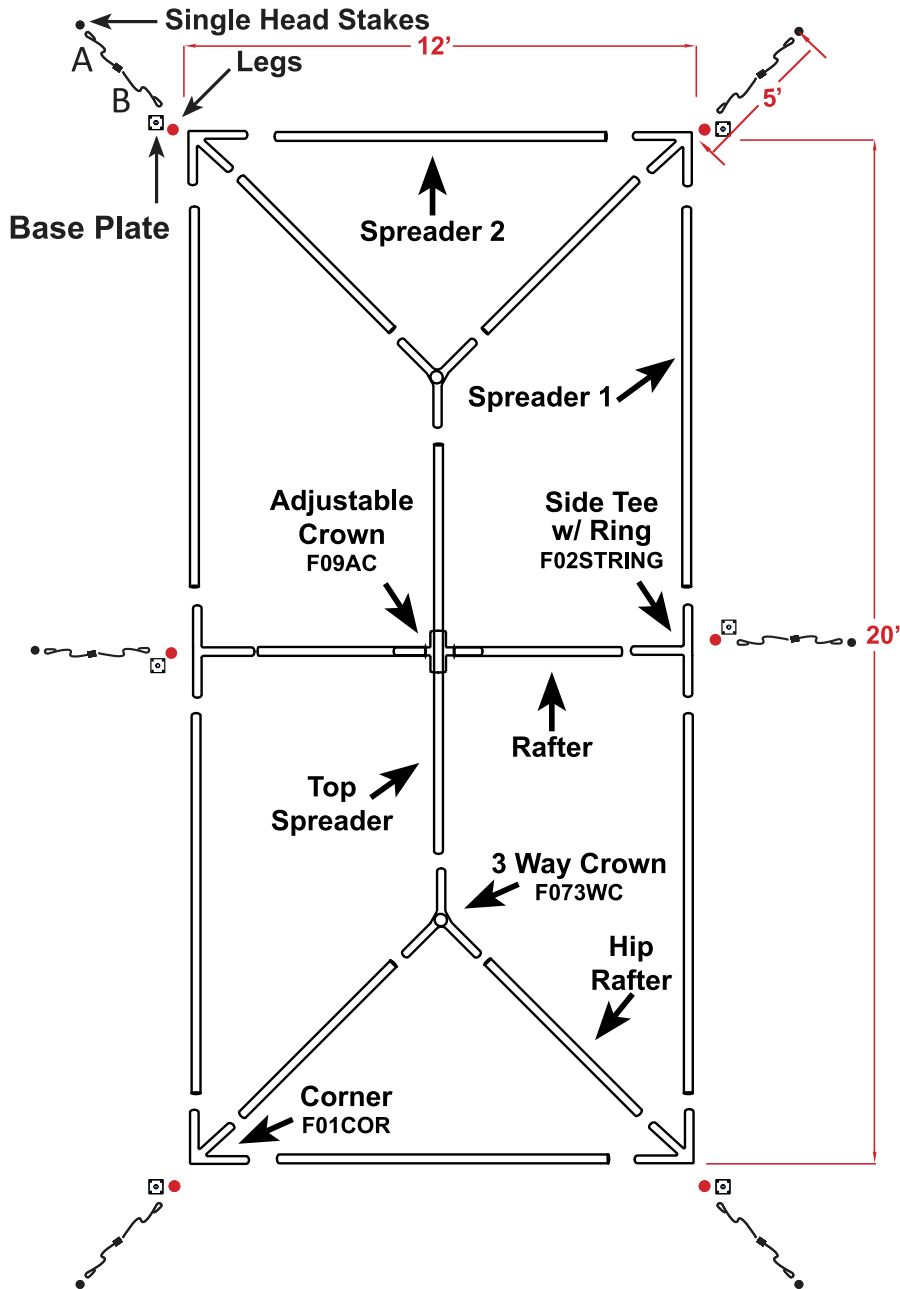 Single Head Stakes
12'
A
Legs
B
5'
Base Plate
Spreader 2
Spreader 1
Adjustable
Crown
F09AC
Side Tee
w/ Ring
F02STRING
20'
Rafter
Top
Spreader
3 Way Crown
F073WC
Hip
Rafter
Corner
F01COR